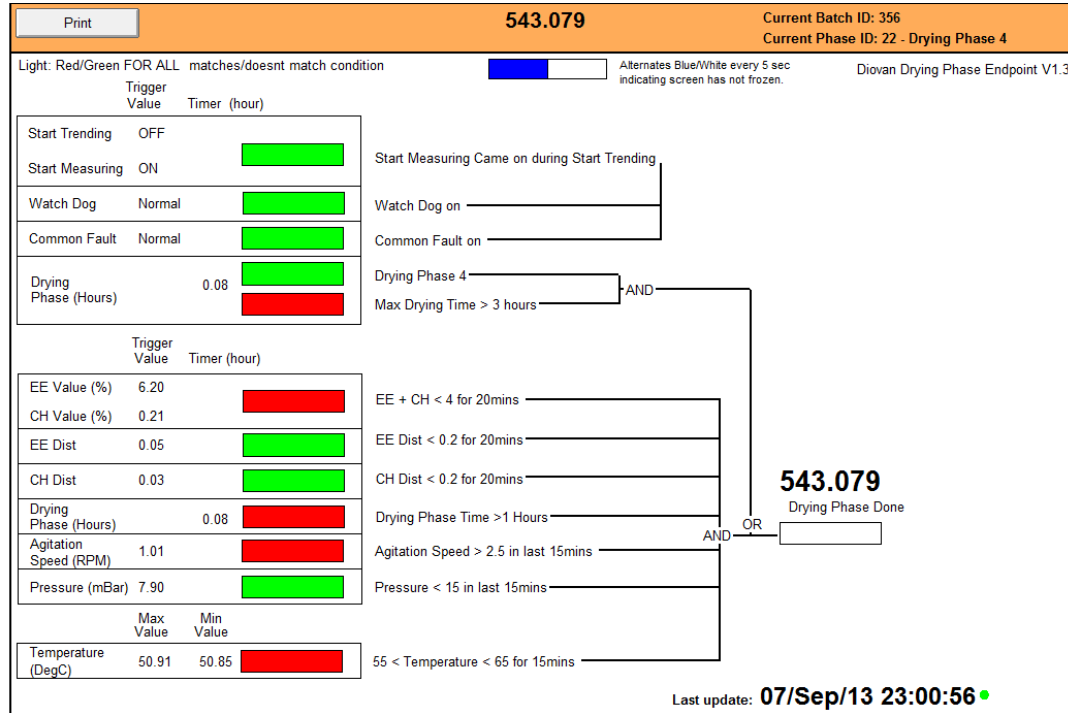 Print
543.079
Current Batch ID: 356
Current Phase ID: 22 - Drying Phase 4
Light: Red/Green FOR ALL matches/doesnt match condition
Alternates Blue/White every 5 sec
indicating screen has not frozen.
Diovan Drying Phase Endpoint V1.3
Trigger
Value Timer (hour)
Start Trending OFF
Start Measuring ON
Start Measuring Came on during Start Trending
Watch Dog Normal
Watch Dog on
Common Fault Normal
Common Fault on
Drying
Phase (Hours)
0.08
Drying Phase 4
Max Drying Time > 3 hours
AND
Trigger
Value Timer (hour)
EE Value (%) 6.20
CH Value (%) 0.21
EE + CH < 4 for 20mins
EE Dist 0.05
EE Dist < 0.2 for 20mins
CH Dist 0.03
CH Dist < 0.2 for 20mins
Drying
Phase (Hours)
0.08
Drying Phase Time >1 Hours
Agitation
Speed (RPM)
1.01
Agitation Speed > 2.5 in last 15mins
Pressure (mBar) 7.90
Pressure < 15 in last 15mins
AND
OR
543.079
Drying Phase Done
Max
Value
Min
Value
Temperature
(DegC)
50.91 50.85
55 < Temperature < 65 for 15mins
Last update: 07/Sep/13 23:00:56